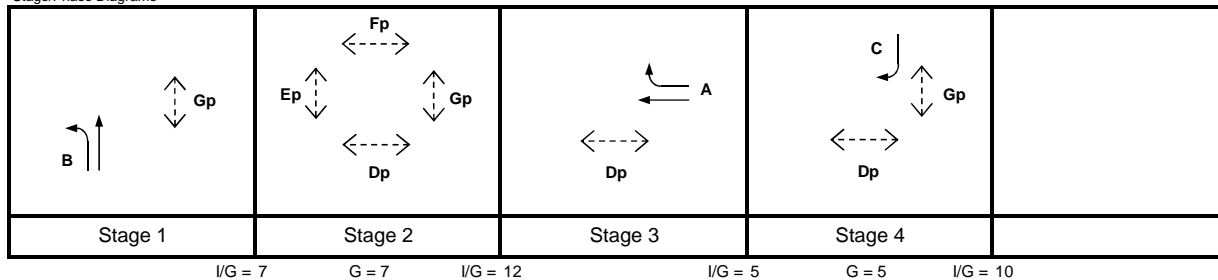 Stage/Phase Diagrams
B
Gp
Fp
Ep
Gp
Dp
A
Dp
C
Gp
Dp
Stage 1
Stage 2
Stage 3
Stage 4
I/G = 7
G = 7
I/G = 12
I/G = 5
G = 5
I/G = 10